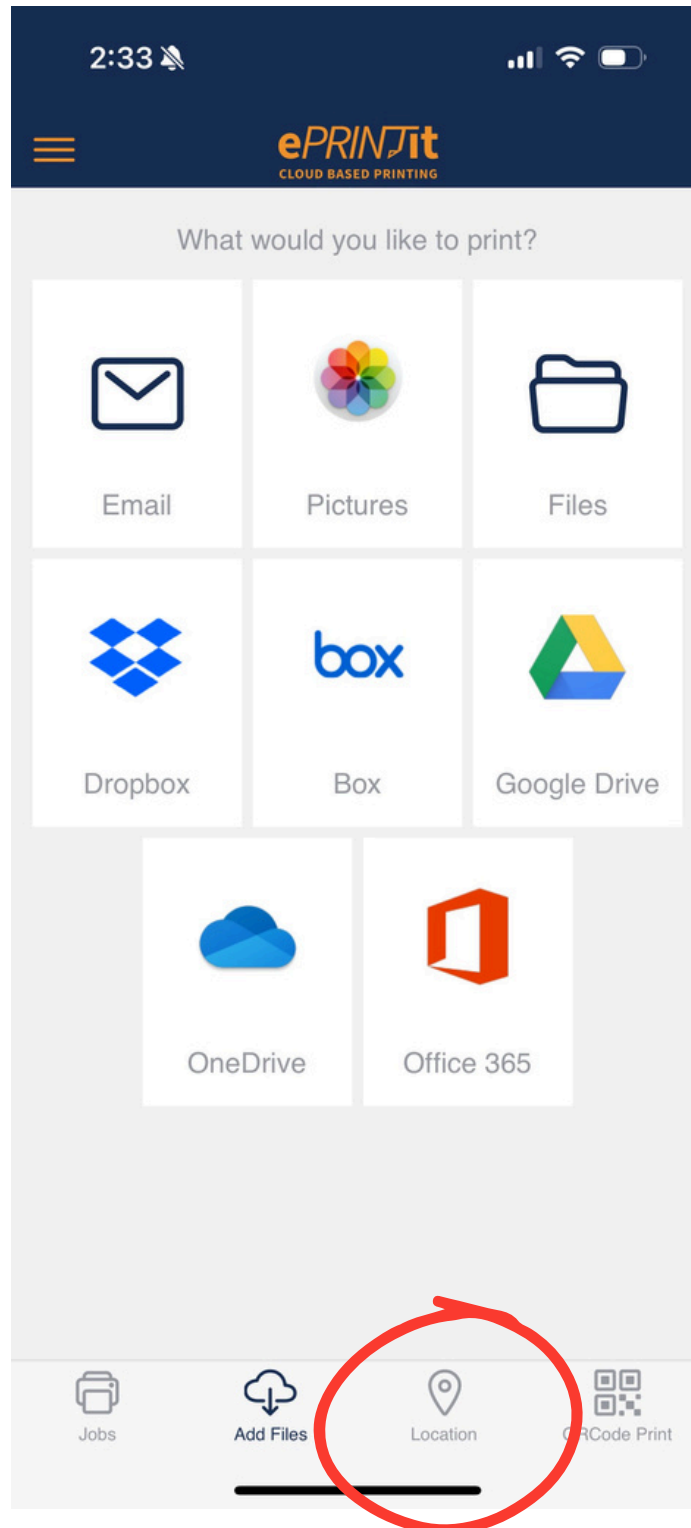 2:33
ePRINTit
CLOUD BASED PRINTING
What would you like to print?
Email Pictures Files
box
Dropbox Box Google Drive
OneDrive Office 365
Jobs Add Files Location QRCode Print